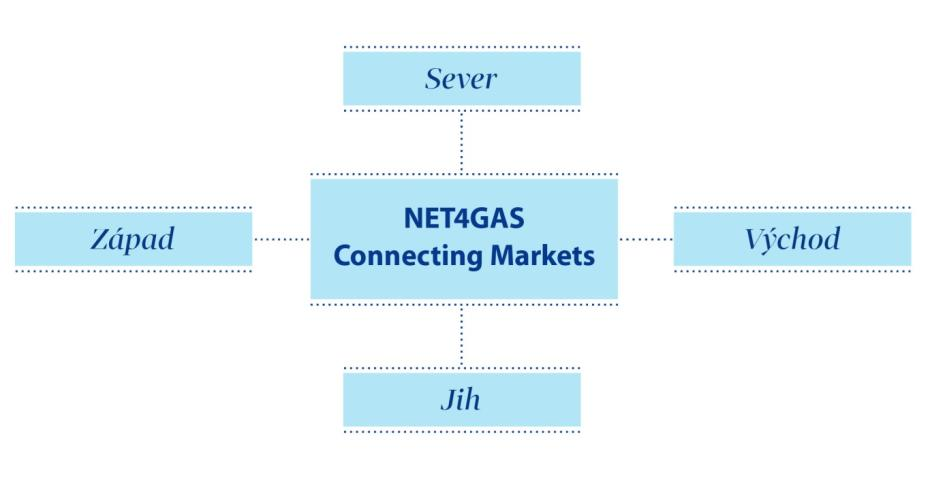 Sever
NET4GAS
Connecting Markets
Západ
Východ
Jih